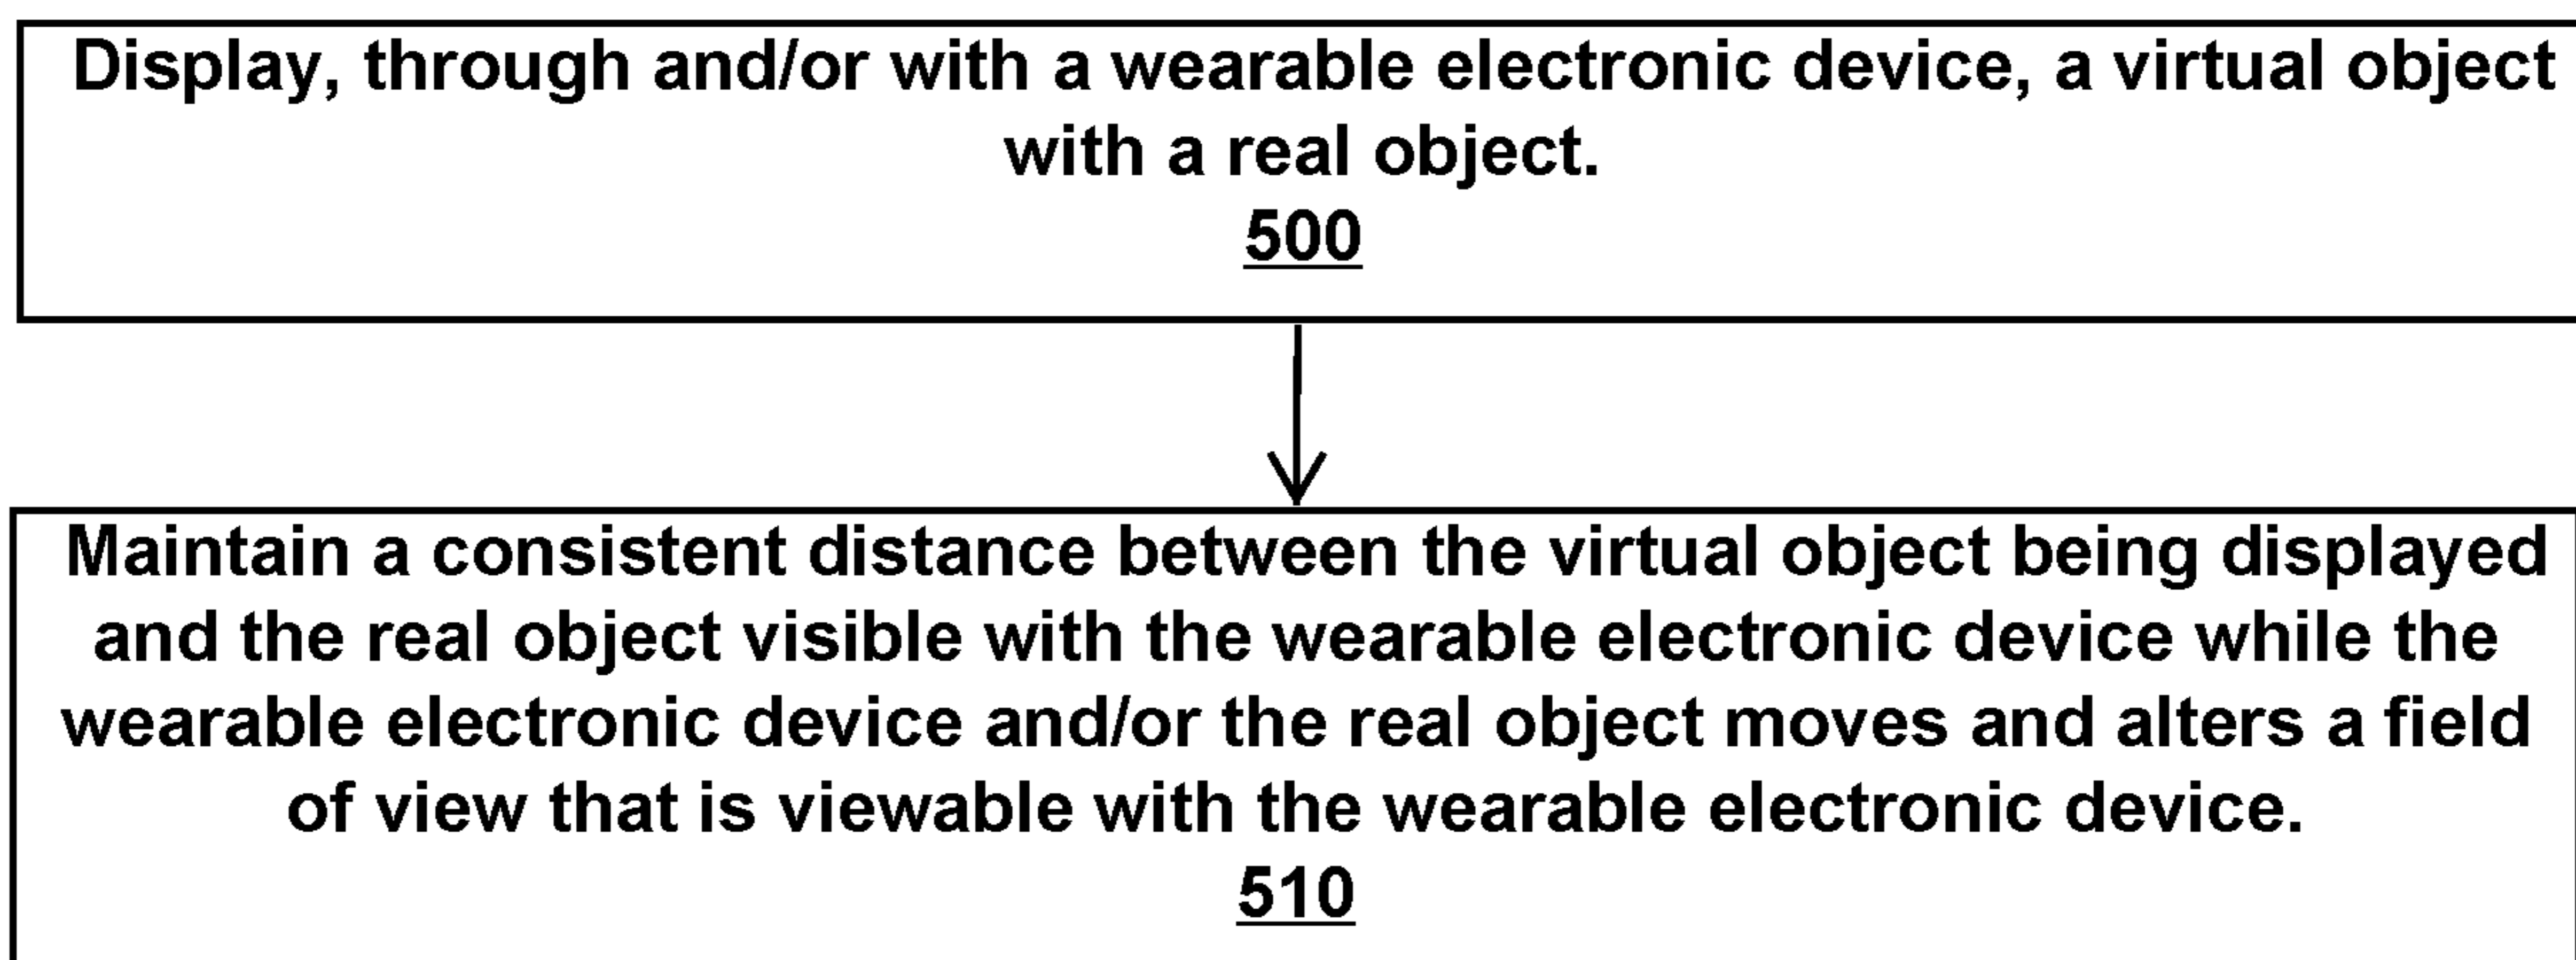 Display, through and/or with a wearable electronic device, a virtual object
with a real object.
500
Maintain a consistent distance between the virtual object being displayed
and the real object visible with the wearable electronic device while the
wearable electronic device and/or the real object moves and alters a field
of view that is viewable with the wearable electronic device.
510